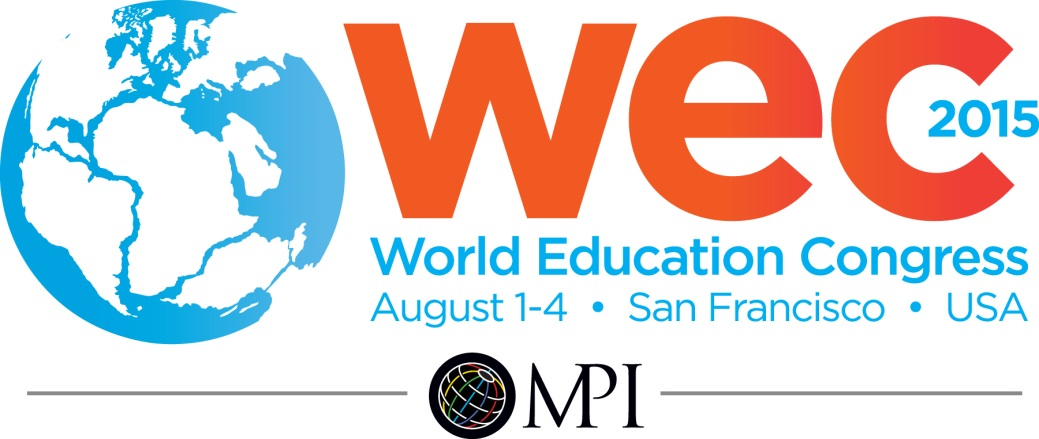 wec
2015
World Education Congress
August 1-4 • San Francisco • USA
MPI